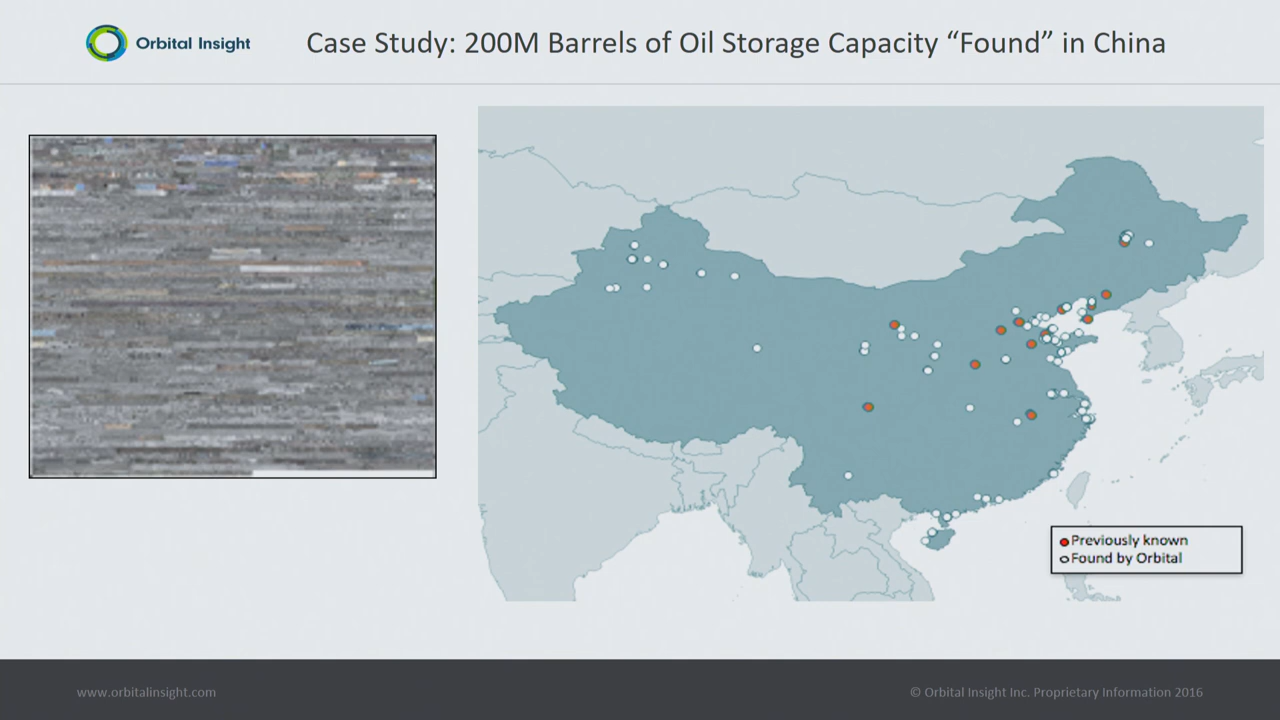 Orbital Insight
Case Study: 200M Barrels of Oil Storage Capacity “Found” in China
Previously known
Found by Orbital
www.orbitalinsight.com
© Orbital Insight Inc. Proprietary Information 2016